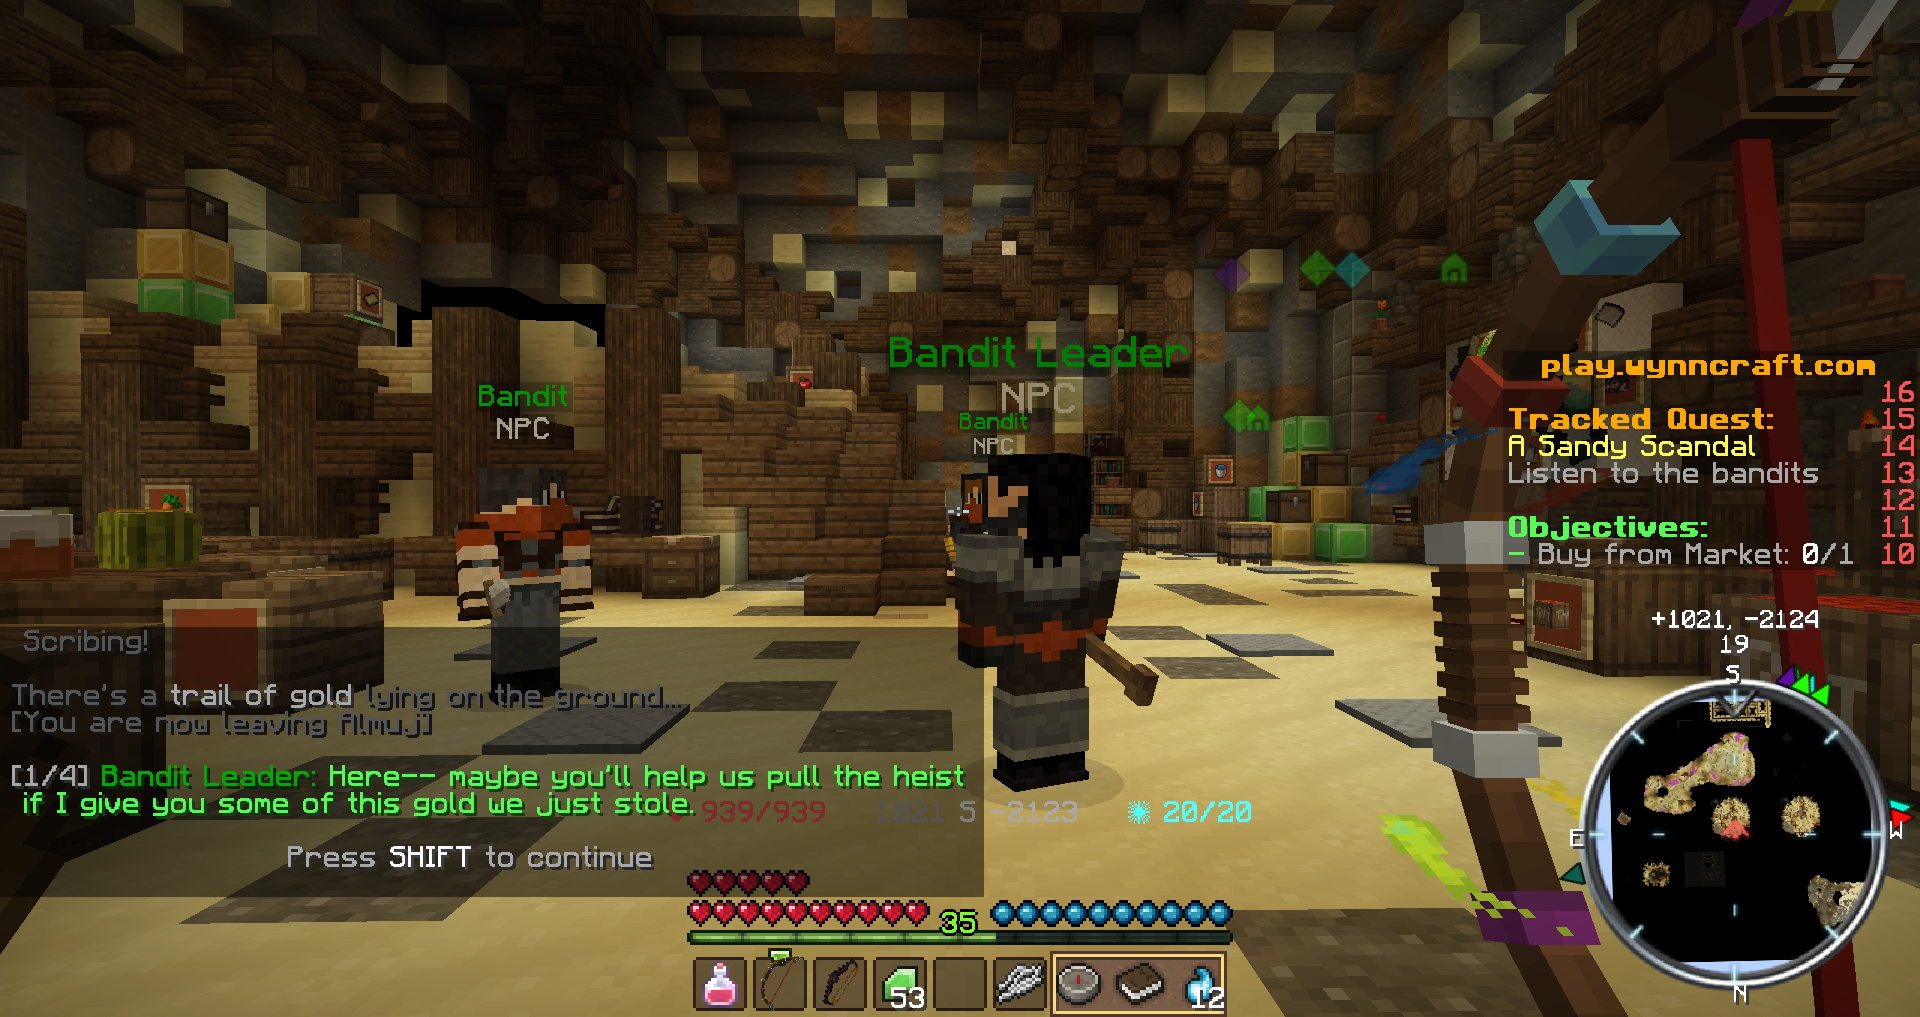 Bandit Leader
NPC
Bandit
NPC
Bandit
NPC
play.wynncraft.com
16
Tracked Quest:
15
A Sandy Scandal
14
Listen to the bandits
13
12
Objectives:
11
- Buy from Market: 0/1
10
+1021, -2124
19
S
E
W
N
Scribing!
There's a trail of gold lying on the ground...
[You are now leaving filmuj]
[1/4] Bandit Leader: Here-- maybe you'll help us pull the heist
if I give you some of this gold we just stole.
939/939
1021 S -2123
20/20
Press SHIFT to continue
35
53
12